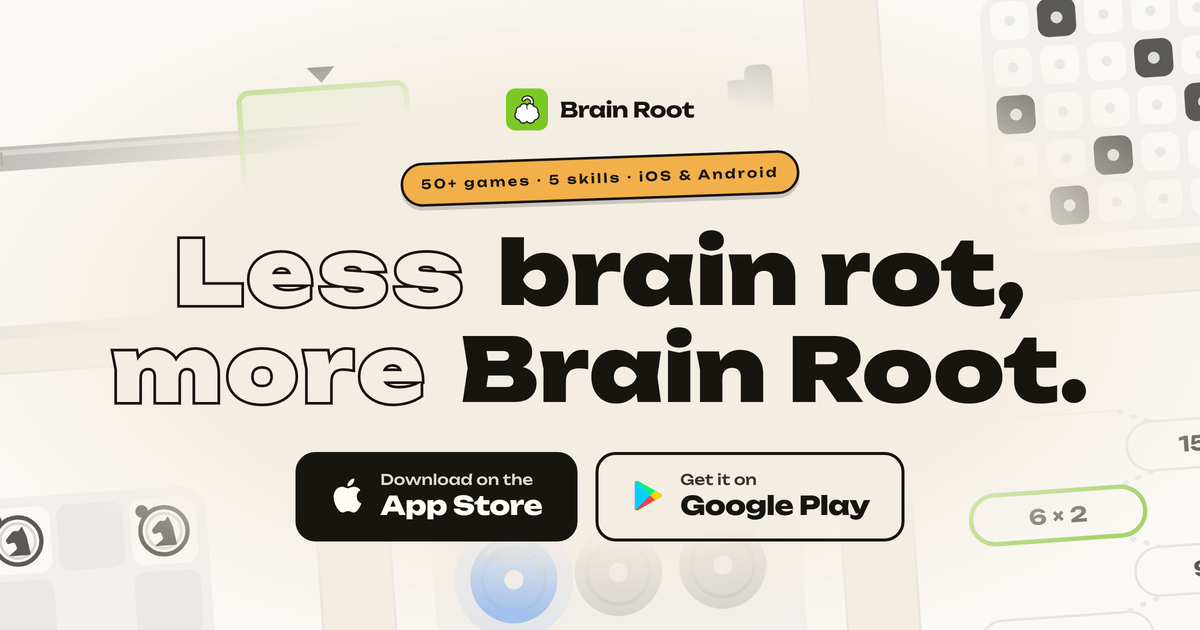 Brain Root
50+ games · 5 skills · iOS & Android
Less brain rot,
more Brain Root.
Download on the
App Store
Get it on
Google Play
15
6 × 2